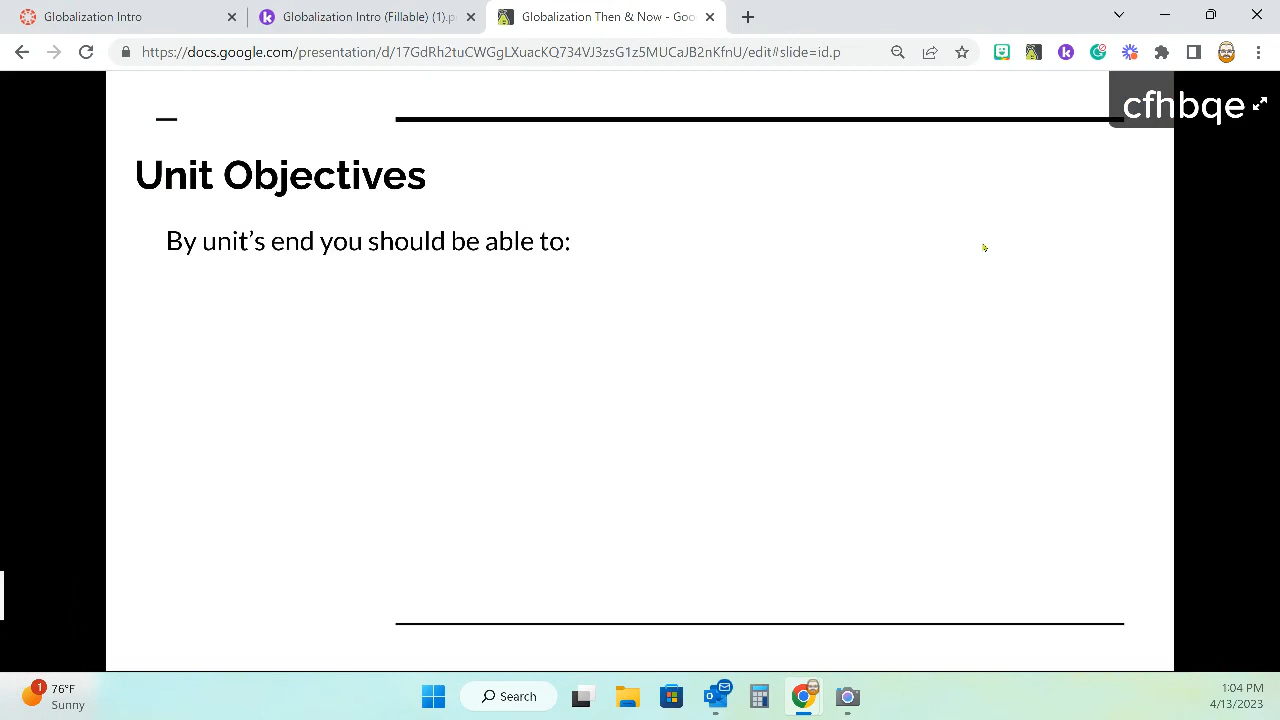 Globalization Intro
Globalization Intro (Fillable) (1).p
Globalization Then & Now - Goo
https://docs.google.com/presentation/d/17GdRh2tuCWGgLXuacKQ734VJ3zsG1z5MUCaJB2nKfnU/edit#slide=id.p
cfhbqe
Unit Objectives
By unit’s end you should be able to:
1
76°F
Sunny
Search
1:04 PM
4/13/2023